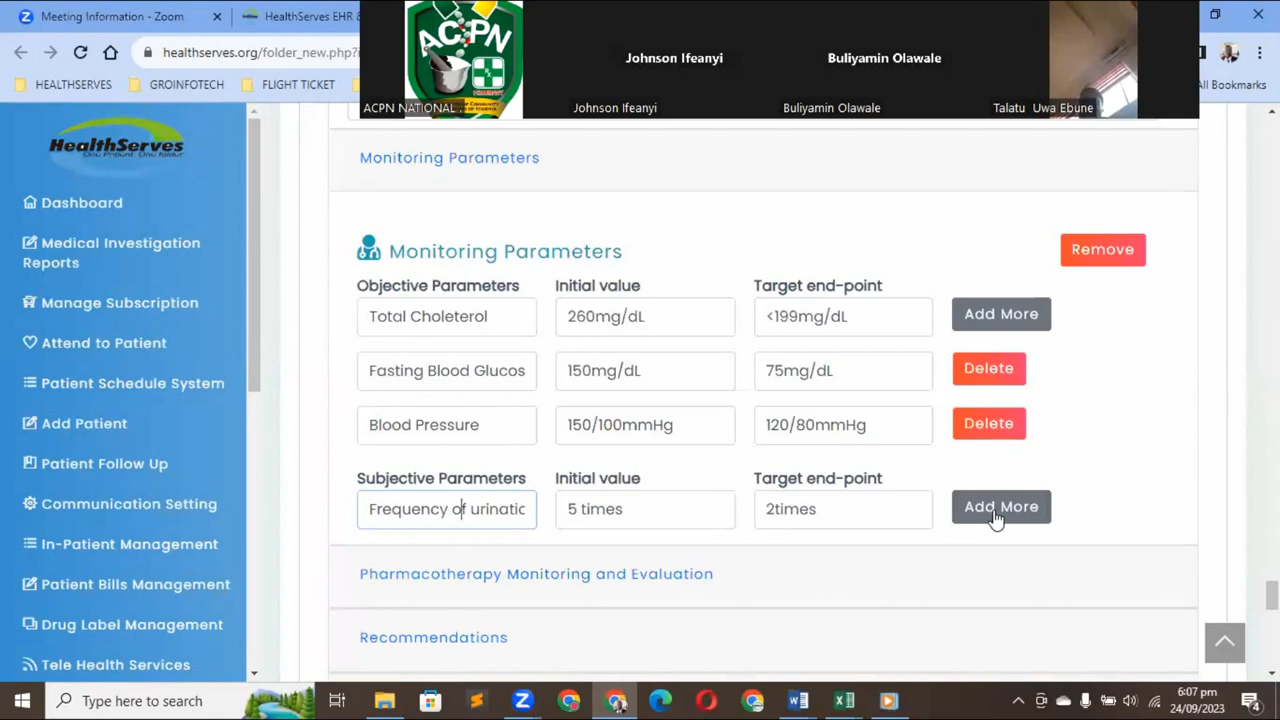 Meeting Information - Zoom
HealthServes EHR &
healthserves.org/folder_new.php?i
HEALTHSERVES
GROINFOTECH
FLIGHT TICKET
All Bookmarks
ACPN
ACPN NATIONAL
Johnson Ifeanyi
Johnson Ifeanyi
Buliyamin Olawale
Buliyamin Olawale
Talatu Uwa Ebune
HealthServes
One Patient. One Folder
Dashboard
Medical Investigation
Reports
Manage Subscription
Attend to Patient
Patient Schedule System
Add Patient
Patient Follow Up
Communication Setting
In-Patient Management
Patient Bills Management
Drug Label Management
Tele Health Services
Monitoring Parameters
Monitoring Parameters
Remove
Objective Parameters
Initial value
Target end-point
Total Choleterol
260mg/dL
<199mg/dL
Add More
Fasting Blood Glucos
150mg/dL
75mg/dL
Delete
Blood Pressure
150/100mmHg
120/80mmHg
Delete
Subjective Parameters
Initial value
Target end-point
Frequency of urinatic
5 times
2times
Add More
Pharmacotherapy Monitoring and Evaluation
Recommendations
Type here to search
6:07 pm
24/09/2023
4